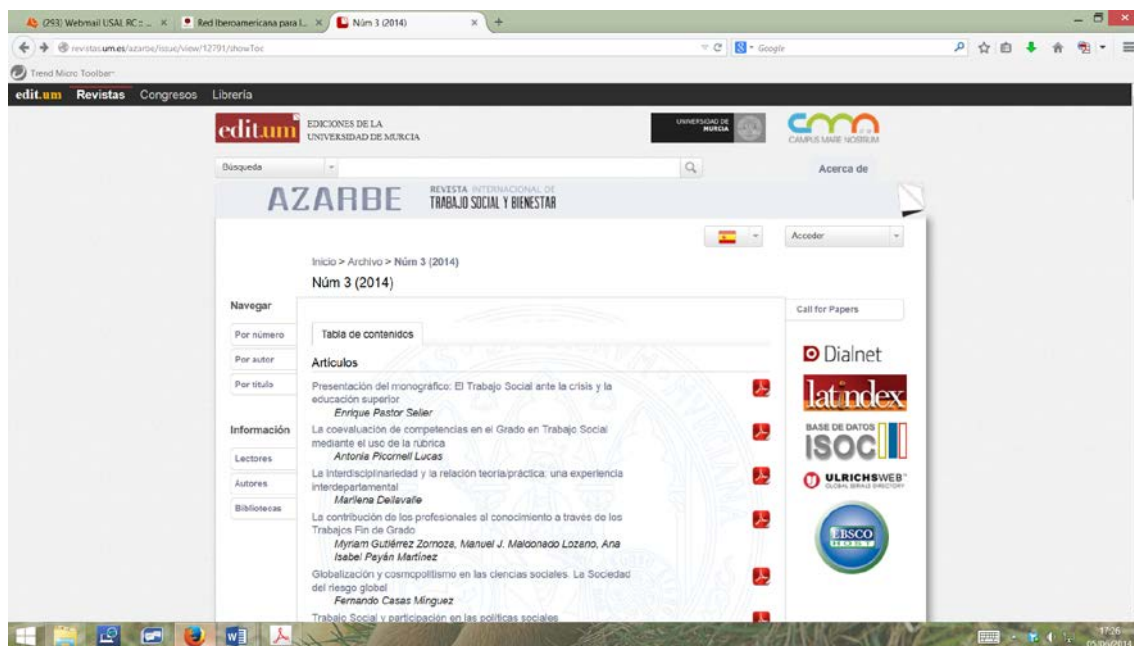 (293) Webmail USAL RC :: ...
Red Iberoamericana para l...
Núm 3 (2014)
revistas.um.es/azarbe/issue/view/12791/showToc
Google
Trend Micro Toolbar
edit.um Revistas Congresos Librería
edit.um
EDICIONES DE LA
UNIVERSIDAD DE MURCIA
UNIVERSIDAD DE
MURCIA
CAMPUS MARE NOSTRUM
Búsqueda
Acerca de
AZARBE
REVISTA INTERNACIONAL DE
TRABAJO SOCIAL Y BIENESTAR
Acceder
Inicio > Archivo > Núm 3 (2014)
Núm 3 (2014)
Navegar
Por número
Por autor
Por título
Información
Lectores
Autores
Bibliotecas
Tabla de contenidos
Artículos
Presentación del monográfico: El Trabajo Social ante la crisis y la
educación superior
Enrique Pastor Seller
La coevaluación de competencias en el Grado en Trabajo Social
mediante el uso de la rúbrica
Antonia Picornell Lucas
La interdisciplinariedad y la relación teoría/práctica: una experiencia
interdepartamental
Marilena Dellavalle
La contribución de los profesionales al conocimiento a través de los
Trabajos Fin de Grado
Myriam Gutiérrez Zornoza, Manuel J. Maldonado Lozano, Ana
Isabel Payán Martínez
Globalización y cosmopolitismo en las ciencias sociales. La Sociedad
del riesgo global
Fernando Casas Mínguez
Trabajo Social y participación en las políticas sociales
Call for Papers
Dialnet
latindex
BASE DE DATOS
ISOC
ULRICHSWEB™
GLOBAL SERIALS DIRECTORY
EBSCO
HOST
17:26
05/06/2014